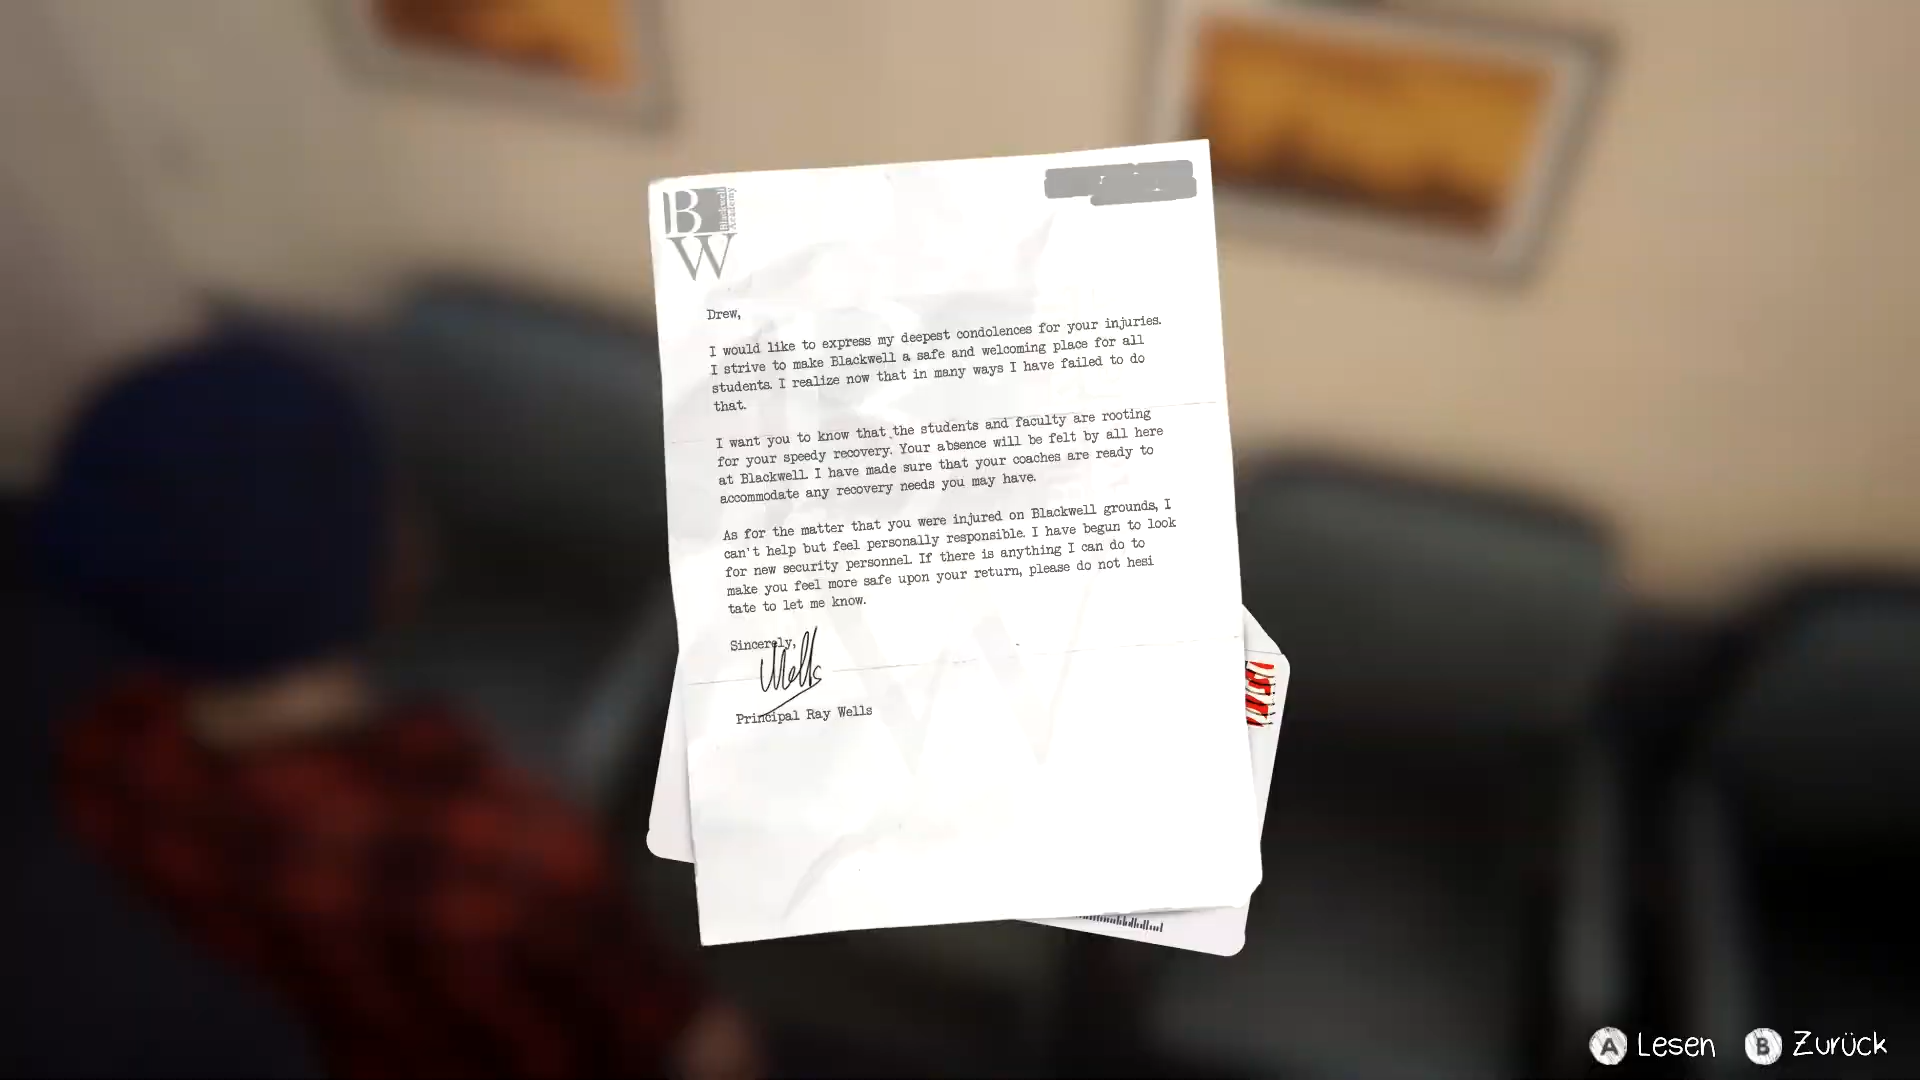 B
W
Blackwell
Academy
Drew,
I would like to express my deepest condolences for your injuries.
I strive to make Blackwell a safe and welcoming place for all
students. I realize now that in many ways I have failed to do
that.
I want you to know that the students and faculty are rooting
for your speedy recovery. Your absence will be felt by all here
at Blackwell. I have made sure that your coaches are ready to
accommodate any recovery needs you may have.
As for the matter that you were injured on Blackwell grounds, I
can't help but feel personally responsible. I have begun to look
for new security personnel. If there is anything I can do to
make you feel more safe upon your return, please do not hesi
tate to let me know.
Sincerely,
Wells
Principal Ray Wells
A Lesen B Zurück